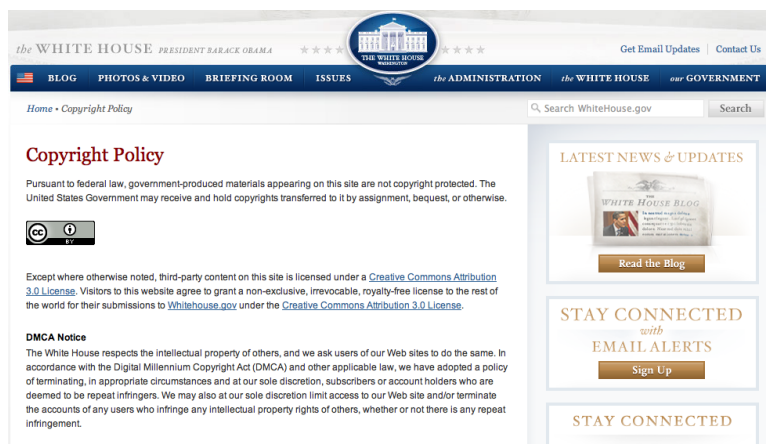 the WHITE HOUSE PRESIDENT BARACK OBAMA
THE WHITE HOUSE
WASHINGTON
Get Email Updates | Contact Us
BLOG PHOTOS & VIDEO BRIEFING ROOM ISSUES the ADMINISTRATION the WHITE HOUSE our GOVERNMENT
Home • Copyright Policy
Search WhiteHouse.gov Search
Copyright Policy
Pursuant to federal law, government-produced materials appearing on this site are not copyright protected. The
United States Government may receive and hold copyrights transferred to it by assignment, bequest, or otherwise.
cc
BY
Except where otherwise noted, third-party content on this site is licensed under a Creative Commons Attribution
3.0 License. Visitors to this website agree to grant a non-exclusive, irrevocable, royalty-free license to the rest of
the world for their submissions to Whitehouse.gov under the Creative Commons Attribution 3.0 License.
DMCA Notice
The White House respects the intellectual property of others, and we ask users of our Web sites to do the same. In
accordance with the Digital Millennium Copyright Act (DMCA) and other applicable law, we have adopted a policy
of terminating, in appropriate circumstances and at our sole discretion, subscribers or account holders who are
deemed to be repeat infringers. We may also at our sole discretion limit access to our Web site and/or terminate
the accounts of any users who infringe any intellectual property rights of others, whether or not there is any repeat
infringement.
LATEST NEWS & UPDATES
THE
WHITE HOUSE BLOG
Read the Blog
STAY CONNECTED
with
EMAIL ALERTS
Sign Up
STAY CONNECTED